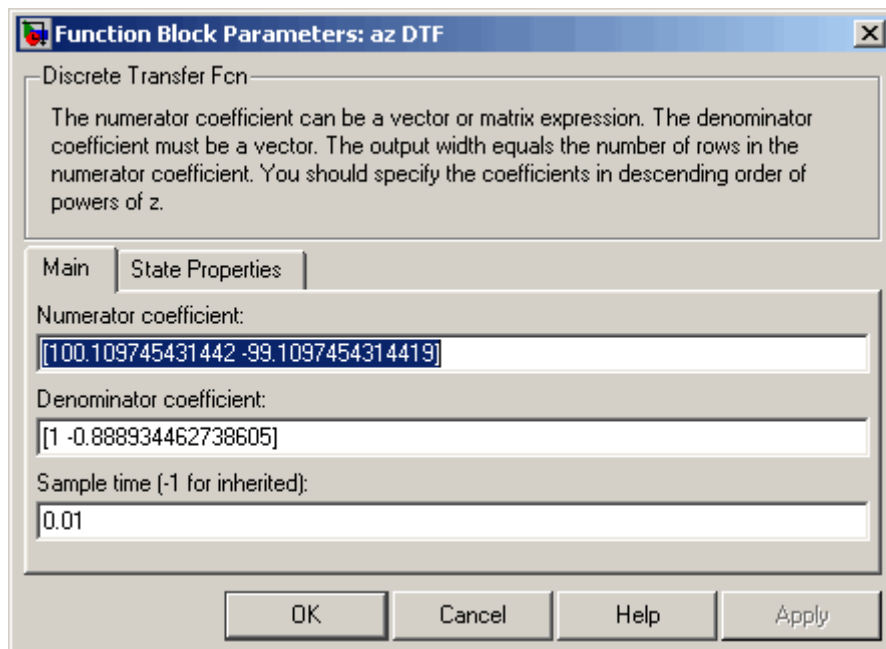 Function Block Parameters: az DTF
Discrete Transfer Fcn
The numerator coefficient can be a vector or matrix expression. The denominator
coefficient must be a vector. The output width equals the number of rows in the
numerator coefficient. You should specify the coefficients in descending order of
powers of z.
Main State Properties
Numerator coefficient:
[100.109745431442 -99.1097454314419]
Denominator coefficient:
[1 -0.888934462738605]
Sample time (-1 for inherited):
0.01
OK Cancel Help Apply